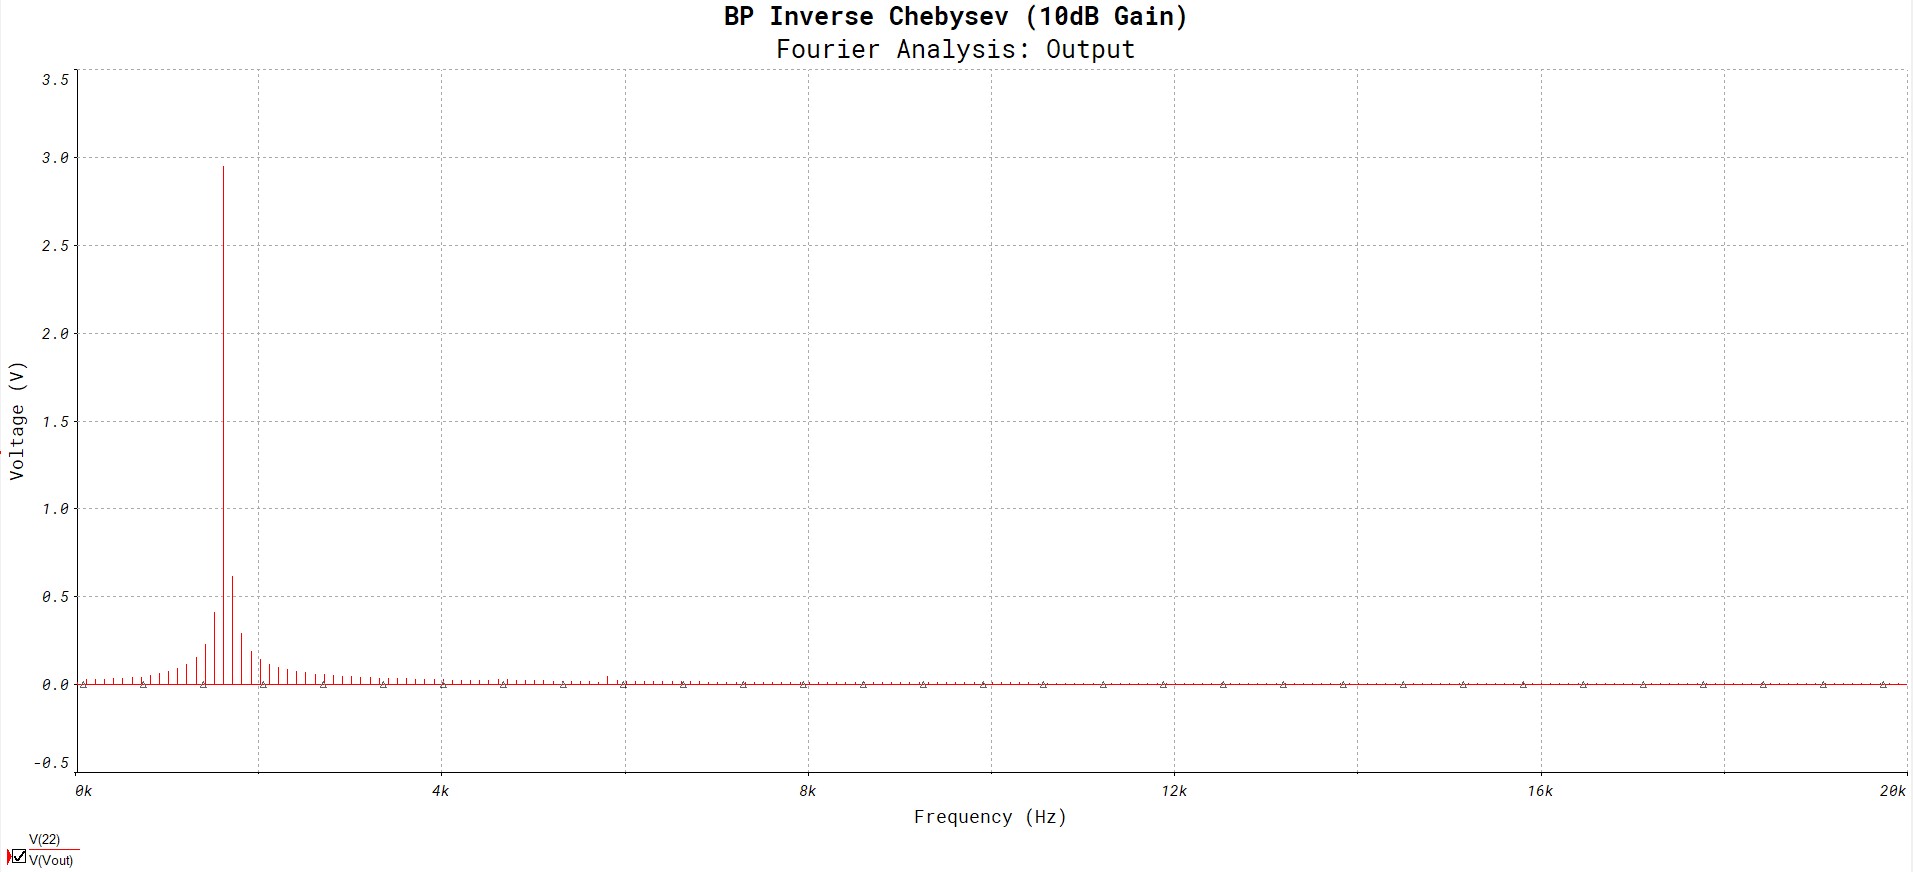 BP Inverse Chebysev (10dB Gain)
Fourier Analysis: Output
3.5
3.0
2.5
2.0
1.5
1.0
0.5
0.0
-0.5
Voltage (V)
0k 4k 8k 12k 16k 20k
Frequency (Hz)
V(22)
V(Vout)